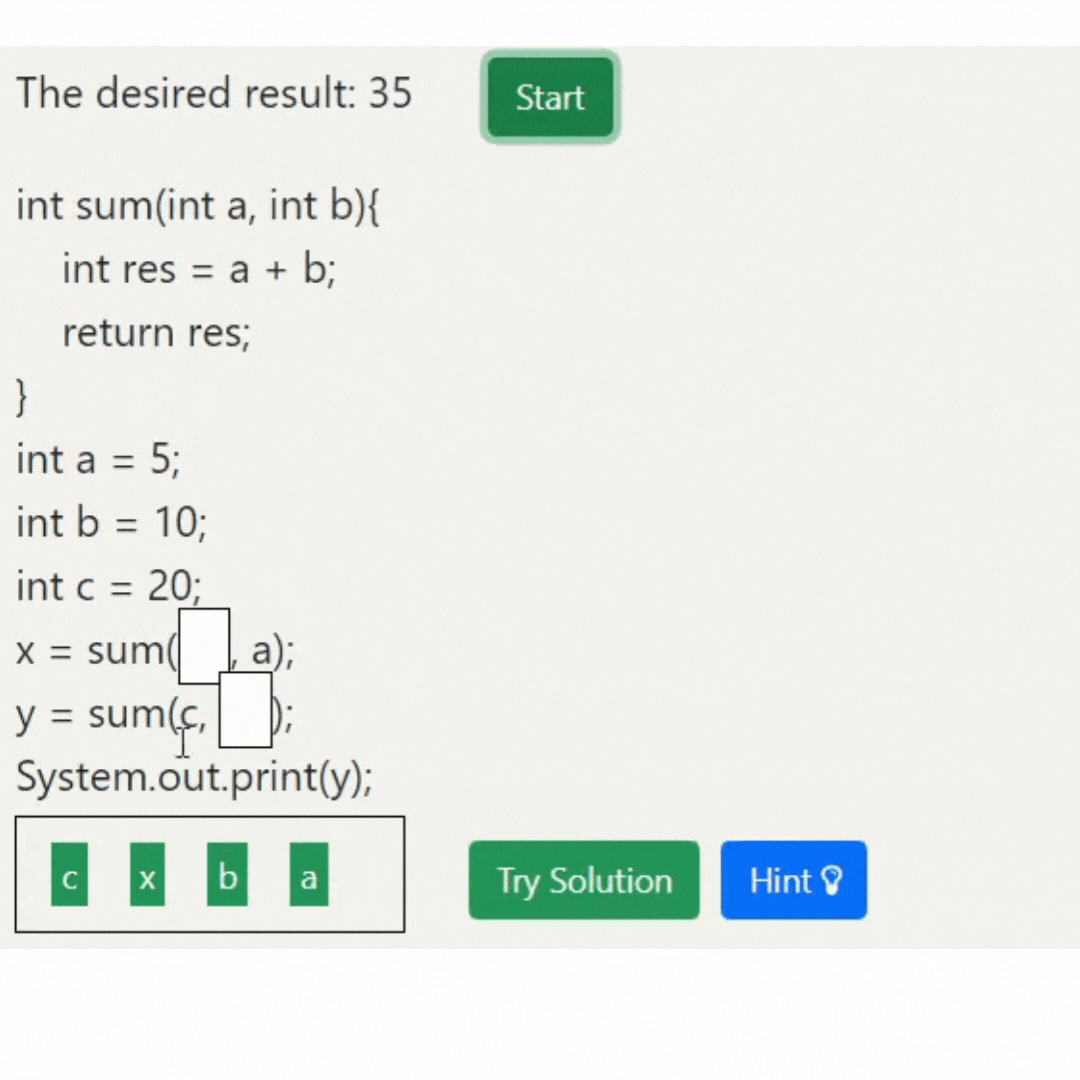 The desired result: 35 Start
int sum(int a, int b){
int res = a + b;
return res;
}
int a = 5;
int b = 10;
int c = 20;
x = sum( , a);
y = sum(c, );
System.out.print(y);
c x b a Try Solution Hint